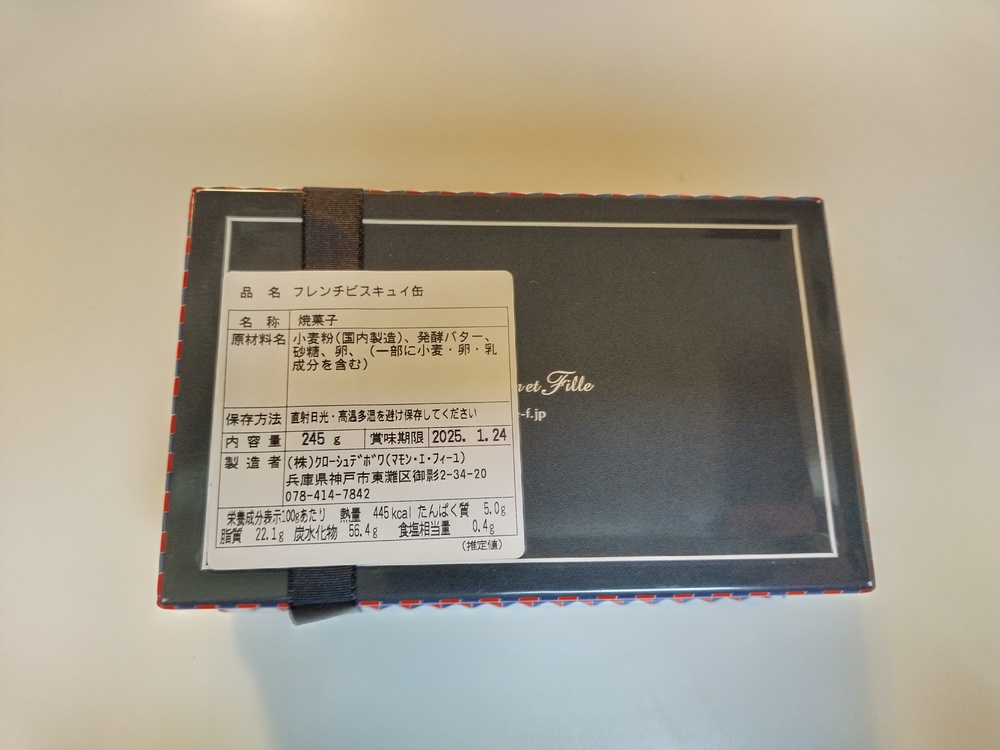 品 名 フレンチビスキュイ缶
名 称 焼菓子
原材料名 小麦粉(国内製造)、発酵バター、
砂糖、卵、(一部に小麦・卵・乳
成分を含む)
保存方法 直射日光・高温多湿を避け保存してください
内 容 量 245 g 賞味期限 2025. 1.24
製 造 者 (株)クローシュデボワ(マモン・エ・フィーユ)
兵庫県神戸市東灘区御影2-34-20
078-414-7842
栄養成分表示100gあたり 熱量 445kcal たんぱく質 5.0g
脂質 22.1g 炭水化物 56.4g 食塩相当量 0.4g
(推定値)
et Fille
-f.jp